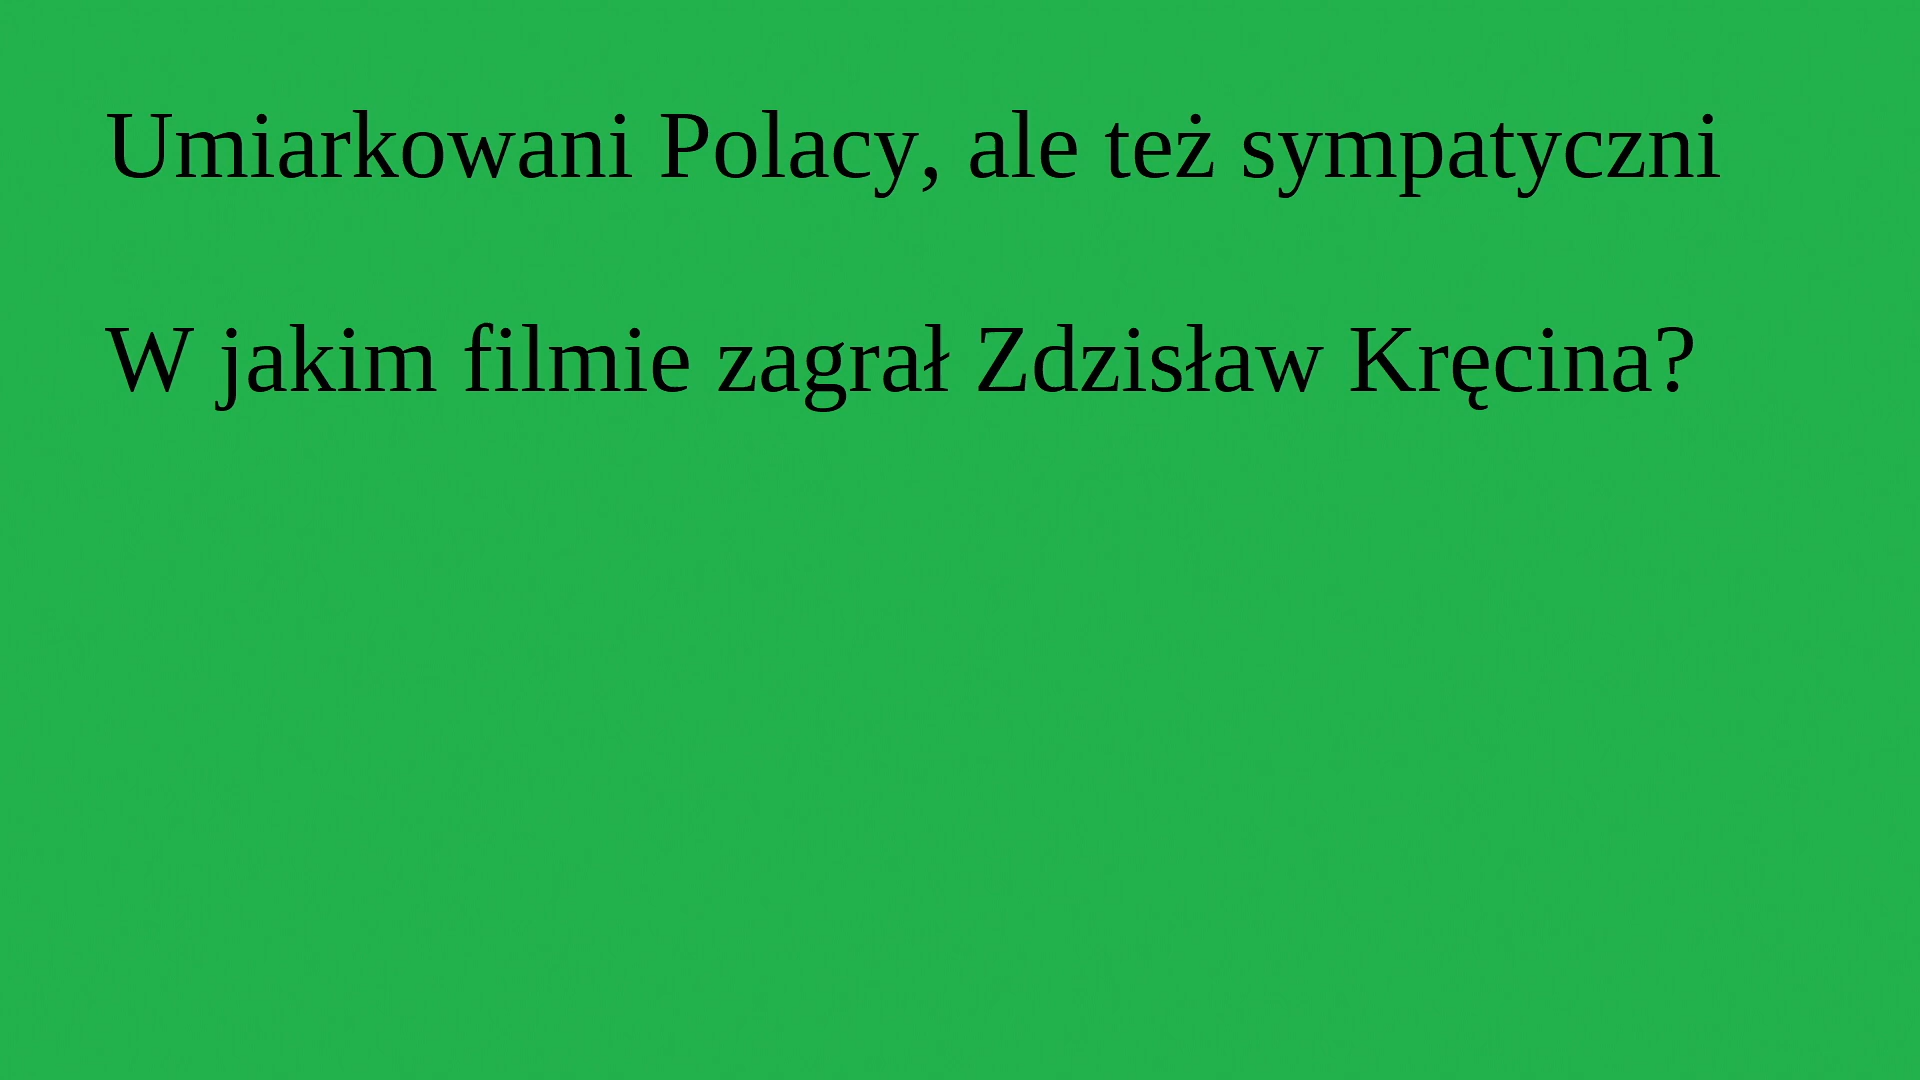 Umiarkowani Polacy, ale też sympatyczni
W jakim filmie zagrał Zdzisław Kręcina?